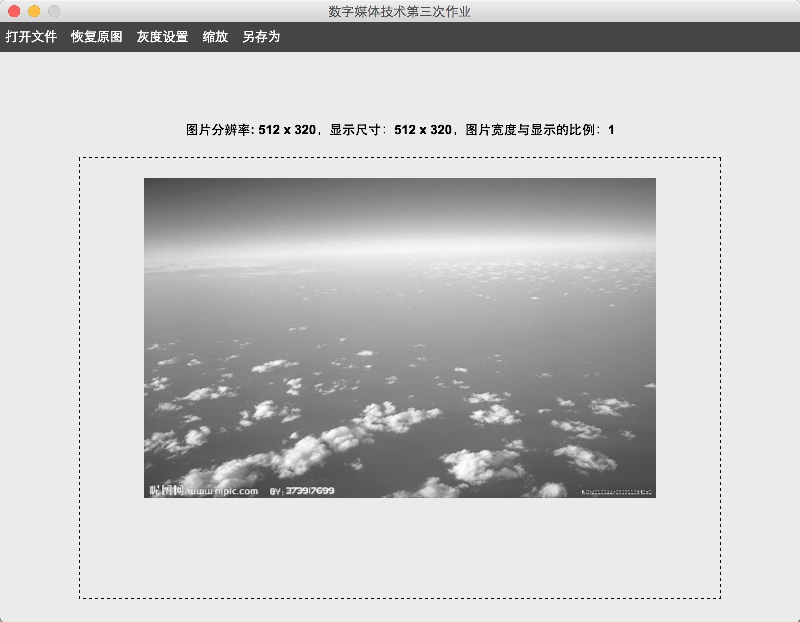 数字媒体技术第三次作业
打开文件 恢复原图 灰度设置 缩放 另存为
图片分辨率: 512 x 320，显示尺寸：512 x 320，图片宽度与显示的比例：1
昵图网 www.nipic.com BY: 373917699